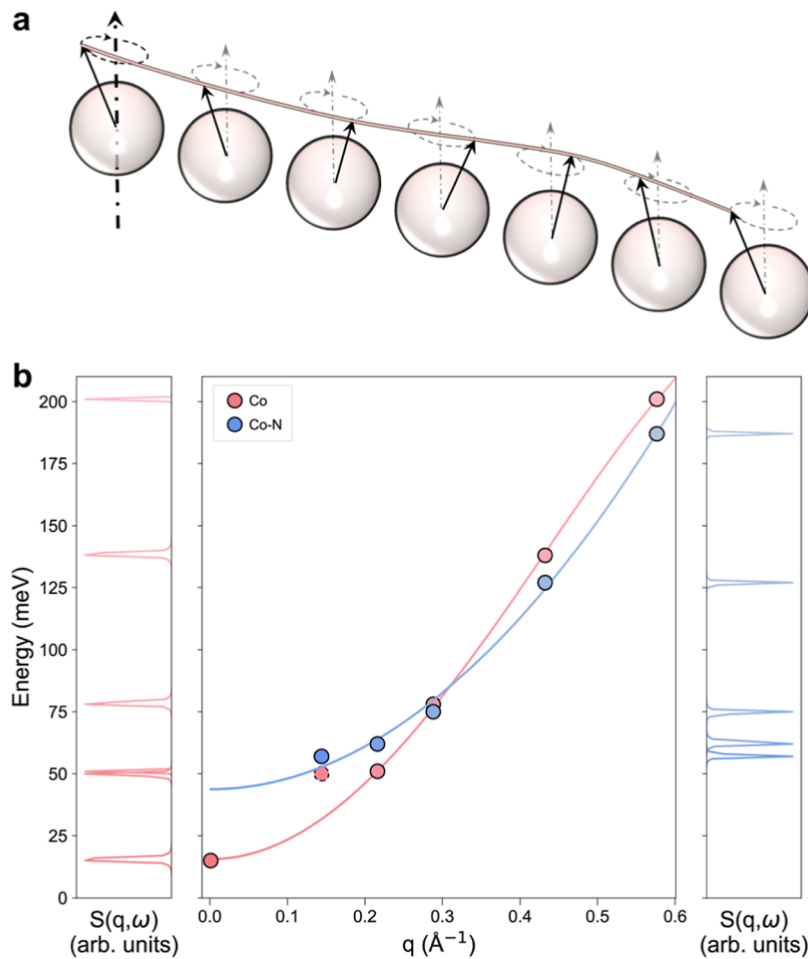 a
b
200
175
150
125
100
75
50
25
0
Energy (meV)
Co
Co-N
0.0 0.1 0.2 0.3 0.4 0.5 0.6
S(q,ω)
(arb. units)
q (Å⁻¹)
S(q,ω)
(arb. units)